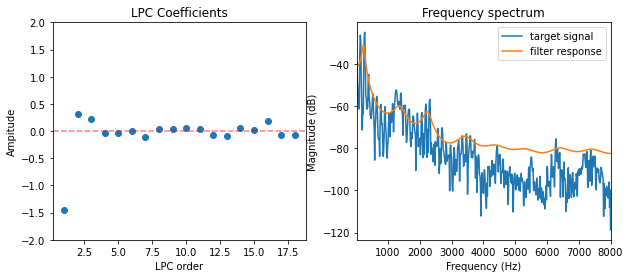 LPC Coefficients
2.0
1.5
1.0
0.5
0.0
−0.5
−1.0
−1.5
−2.0
Ampitude
2.5 5.0 7.5 10.0 12.5 15.0 17.5
LPC order
Frequency spectrum
target signal
filter response
−40
−60
−80
−100
−120
Magnitude (dB)
1000 2000 3000 4000 5000 6000 7000 8000
Frequency (Hz)